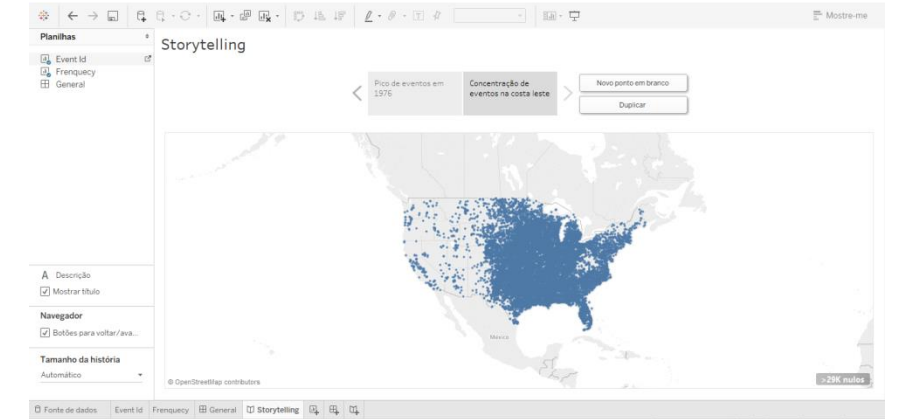 Mostre-me
Planilhas
Storytelling
Event Id
Frenquecy
General
Pico de eventos em
1976
Concentração de
eventos na costa leste
Novo ponto em branco
Duplicar
México
A Descrição
Mostrar título
Navegador
Botões para voltar/ava...
Tamanho da história
Automático
© OpenStreetMap contributors
>29K nulos
Fonte de dados Event Id Frenquecy General Storytelling